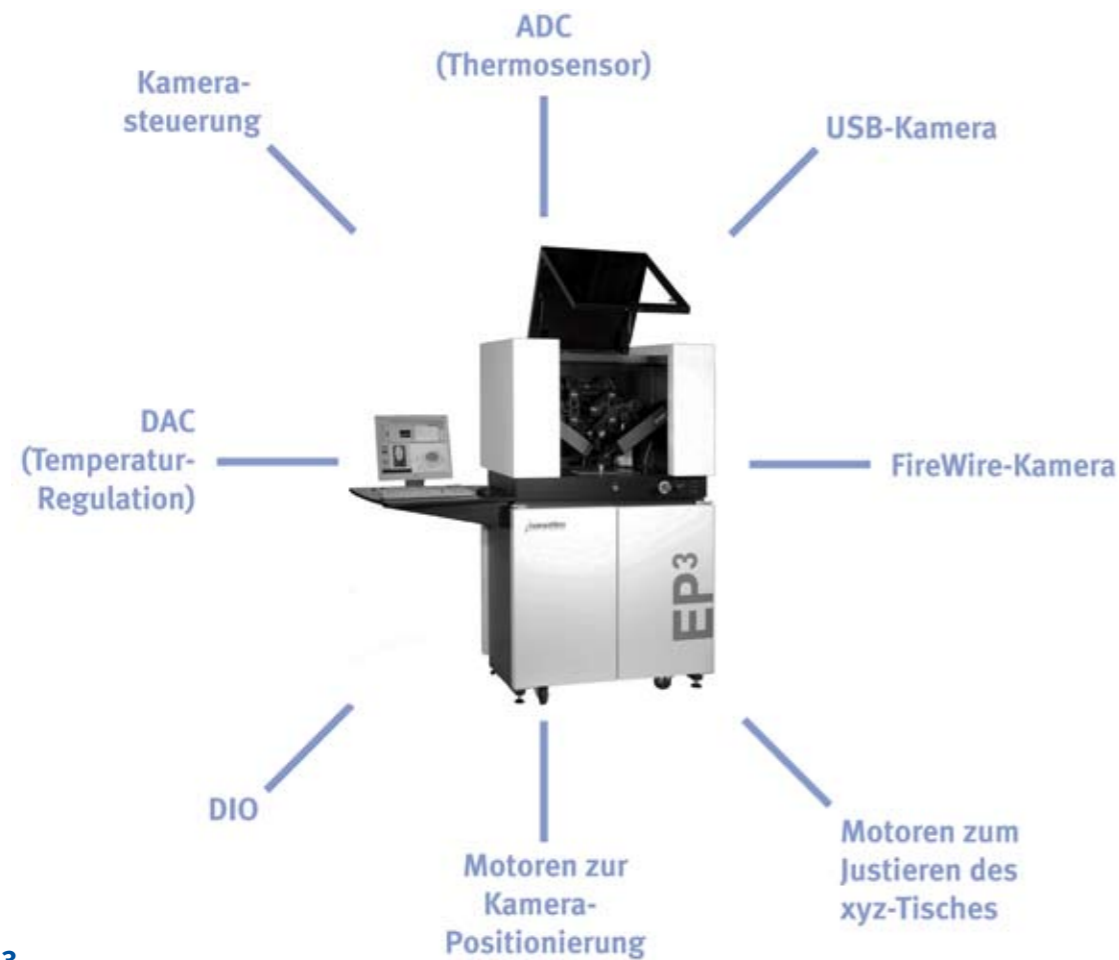 ADC
(Thermosensor)
Kamera-
steuerung
USB-Kamera
DAC
(Temperatur-
Regulation)
FireWire-Kamera
EP3
DIO
Motoren zur
Kamera-
Positionierung
Motoren zum
Justieren des
xyz-Tisches
3